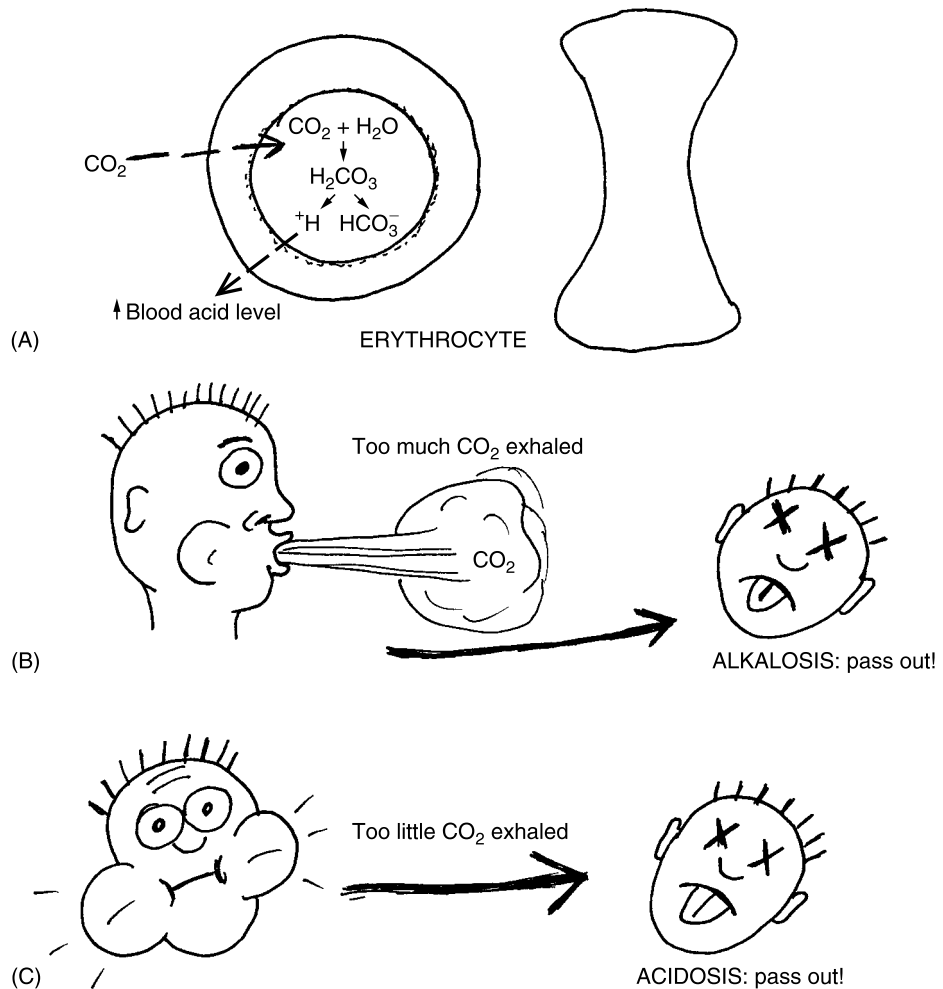 CO₂ + H₂O
CO₂
H₂CO₃
⁺H HCO₃⁻
Blood acid level
(A)
ERYTHROCYTE
Too much CO₂ exhaled
CO₂
(B)
ALKALOSIS: pass out!
Too little CO₂ exhaled
(C)
ACIDOSIS: pass out!